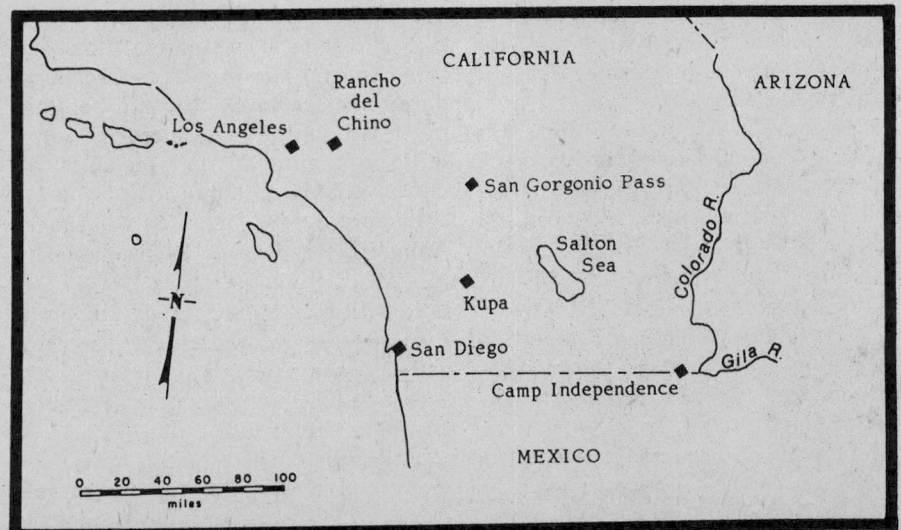 CALIFORNIA
ARIZONA
Rancho
del
Chino
Los Angeles
San Gorgonio Pass
Colorado R.
Salton
Sea
Kupa
N
San Diego
Gila R.
Camp Independence
MEXICO
0 20 40 60 80 100
miles